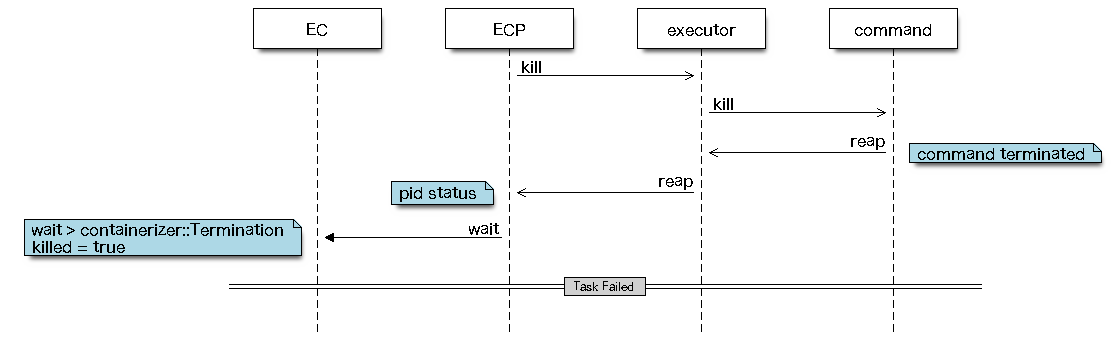 EC
ECP
executor
command
kill
kill
reap
command terminated
reap
pid status
wait
wait > containerizer::Termination
killed = true
Task Failed